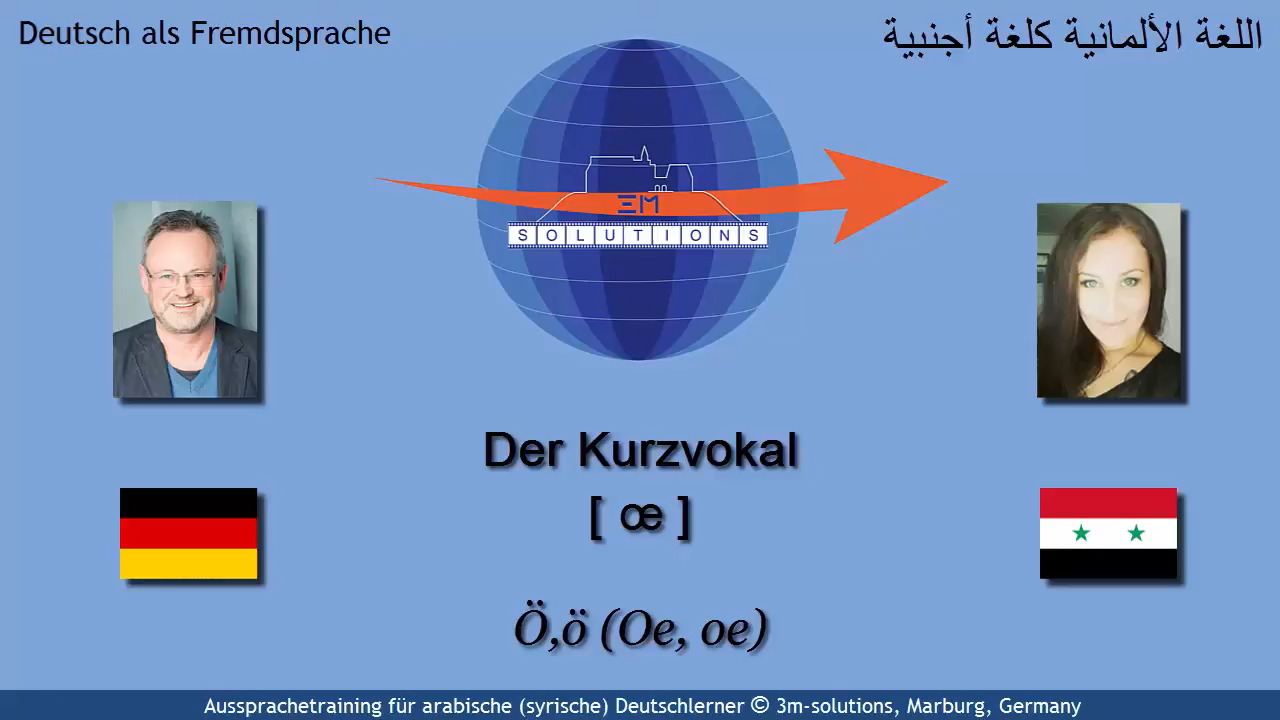 Deutsch als Fremdsprache
اللغة الألمانية كلغة أجنبية
3M
SOLUTIONS
Der Kurzvokal
[ œ ]
Ö,ö (Oe, oe)
Aussprachetraining für arabische (syrische) Deutschlerner © 3m-solutions, Marburg, Germany